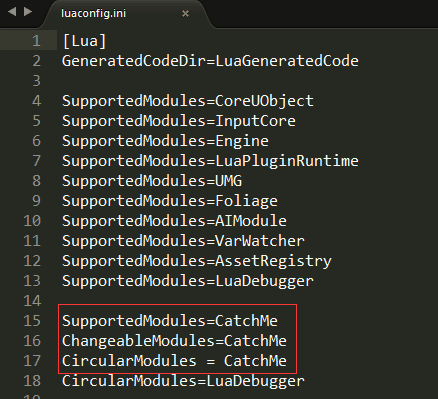 luaconfig.ini
1 [Lua]
2 GeneratedCodeDir=LuaGeneratedCode
3
4 SupportedModules=CoreUObject
5 SupportedModules=InputCore
6 SupportedModules=Engine
7 SupportedModules=LuaPluginRuntime
8 SupportedModules=UMG
9 SupportedModules=Foliage
10 SupportedModules=AIModule
11 SupportedModules=VarWatcher
12 SupportedModules=AssetRegistry
13 SupportedModules=LuaDebugger
14
15 SupportedModules=CatchMe
16 ChangeableModules=CatchMe
17 CircularModules = CatchMe
18 CircularModules=LuaDebugger